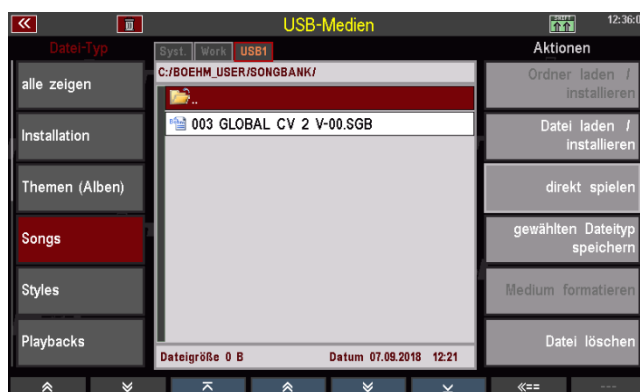 USB-Medien
SHIFT
12:36:0
Datei-Typ
Syst. Work USB1
Aktionen
C:/BOEHM_USER/SONGBANK/
..
003 GLOBAL CV 2 V-00.SGB
alle zeigen
Installation
Themen (Alben)
Songs
Styles
Playbacks
Ordner laden /
installieren
Datei laden /
installieren
direkt spielen
gewählten Dateityp
speichern
Medium formatieren
Datei löschen
Dateigröße 0 B Datum 07.09.2018 12:21
«==
---